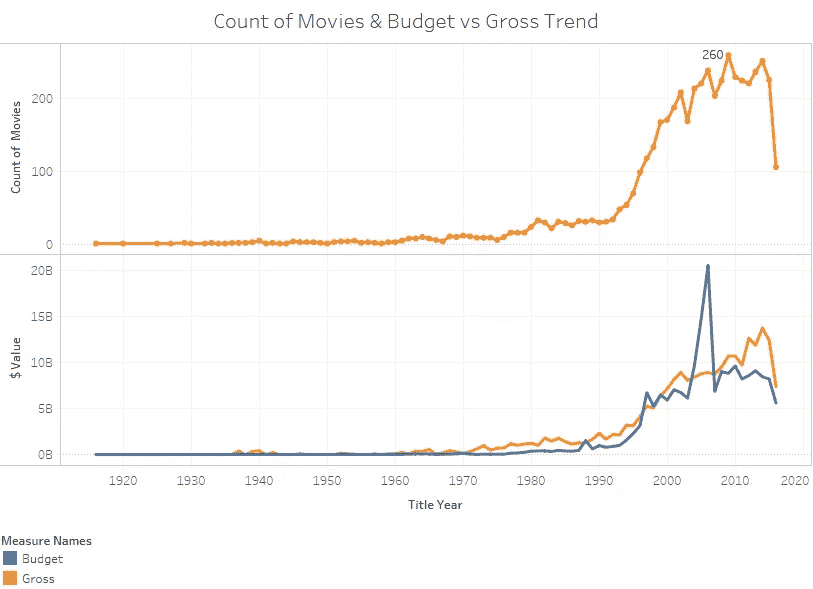 Count of Movies & Budget vs Gross Trend
Count of Movies
260
200
100
0
$ Value
20B
15B
10B
5B
0B
1920 1930 1940 1950 1960 1970 1980 1990 2000 2010 2020
Title Year
Measure Names
Budget
Gross